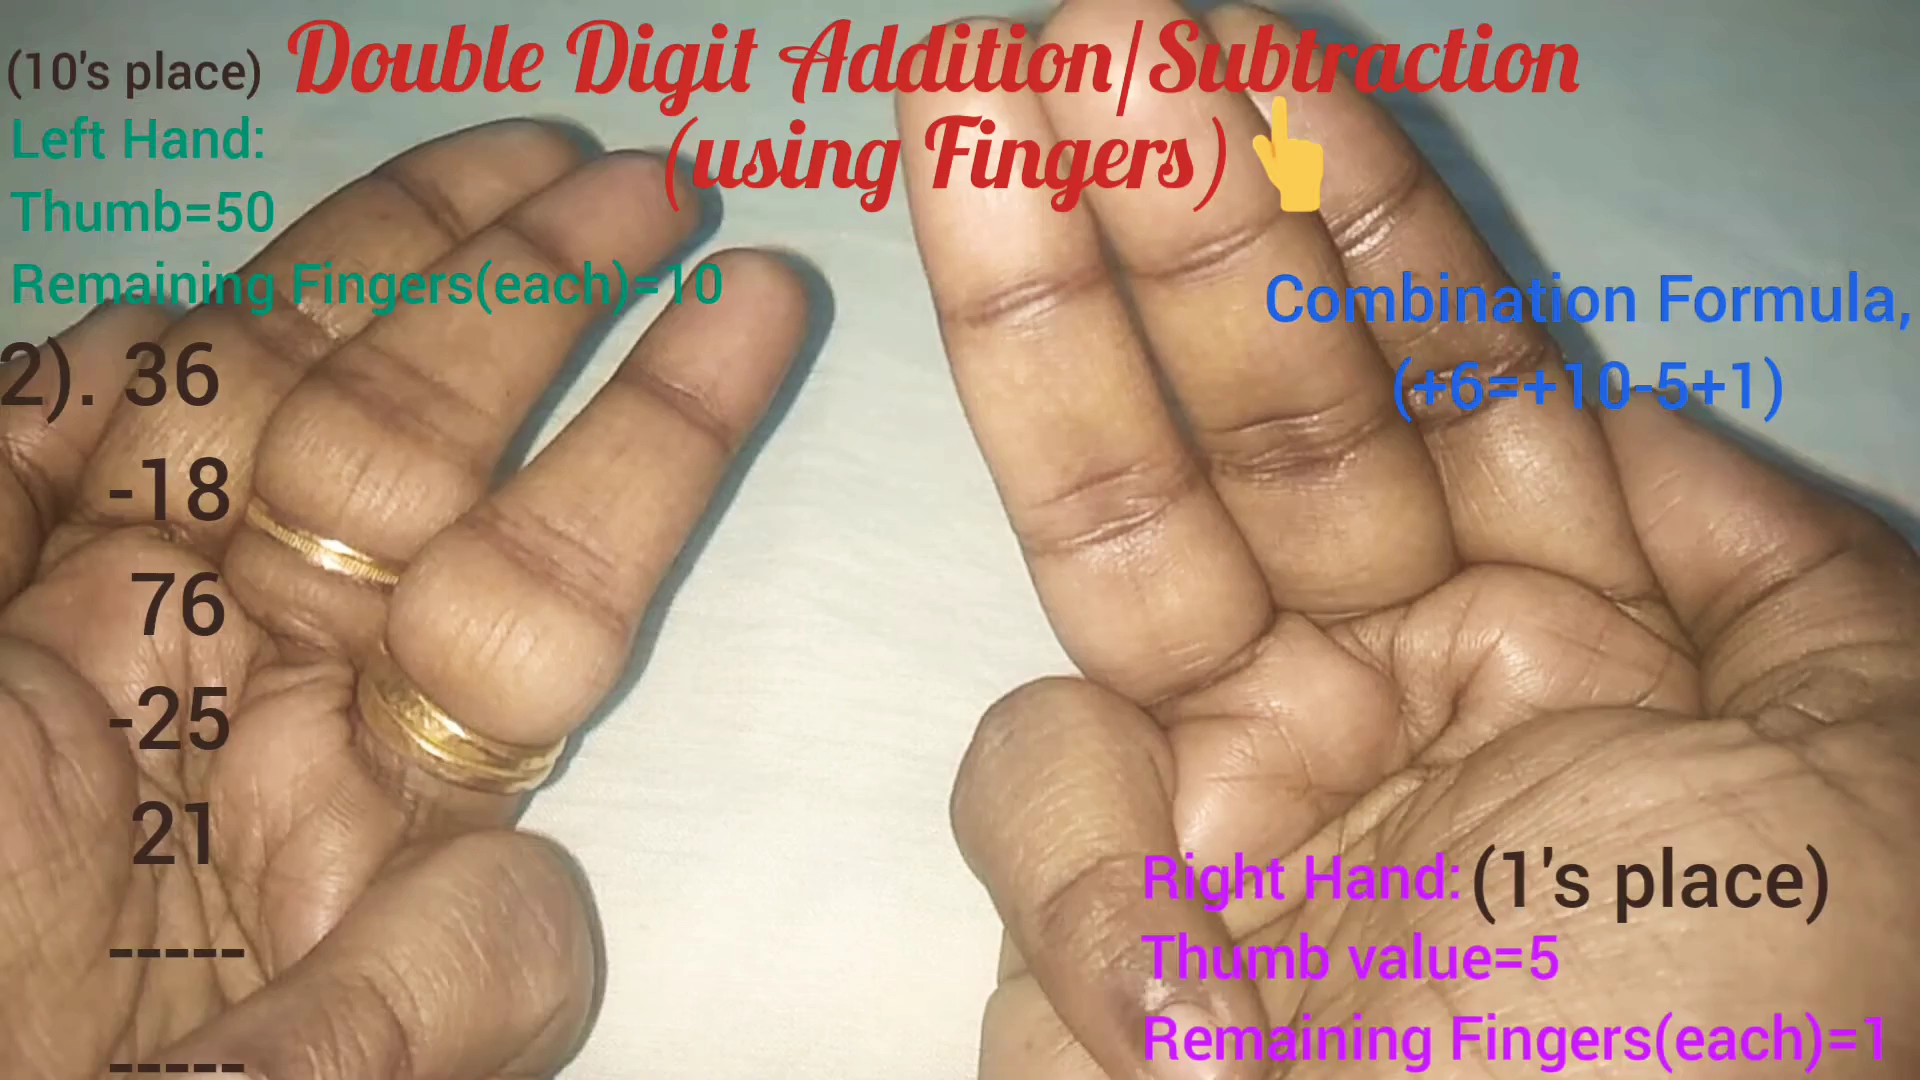 Double Digit Addition/Subtraction
(using Fingers)
(10's place)
Left Hand:
Thumb=50
Remaining Fingers(each)=10
Combination Formula,
(+6=+10-5+1)
2). 36
-18
76
-25
21
-----
-----
Right Hand: (1's place)
Thumb value=5
Remaining Fingers(each)=1